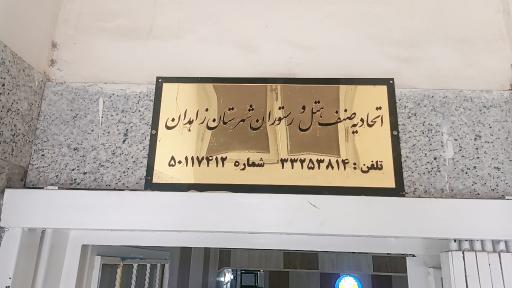 اتحادیه صنف هتل و رستوران شهرستان زاهدان
تلفن : ۳۳۲۵۳۸۱۴ شماره ۵۰۱۱۷۴۱۲